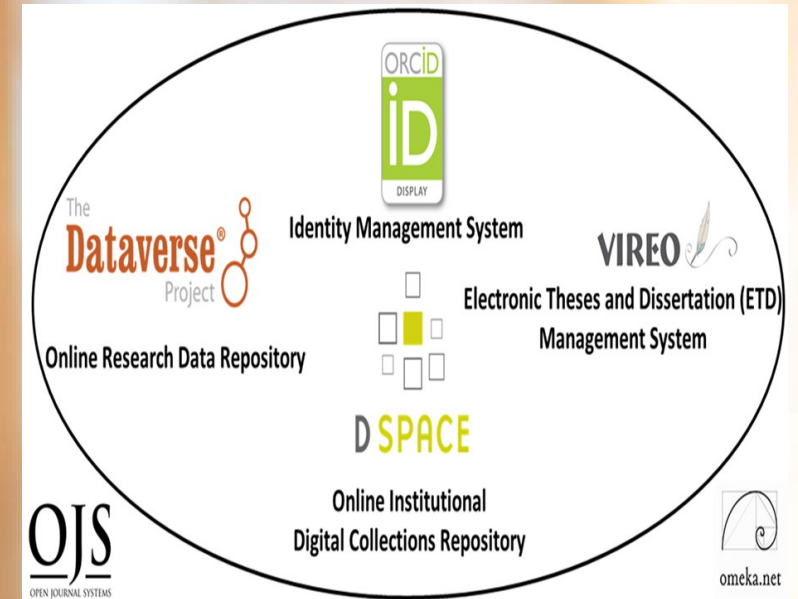 ORCiD
iD
DISPLAY
Identity Management System
The
Dataverse®
Project
Online Research Data Repository
VIREO
Electronic Theses and Dissertation (ETD)
Management System
D SPACE
Online Institutional
Digital Collections Repository
OJS
OPEN JOURNAL SYSTEMS
omeka.net